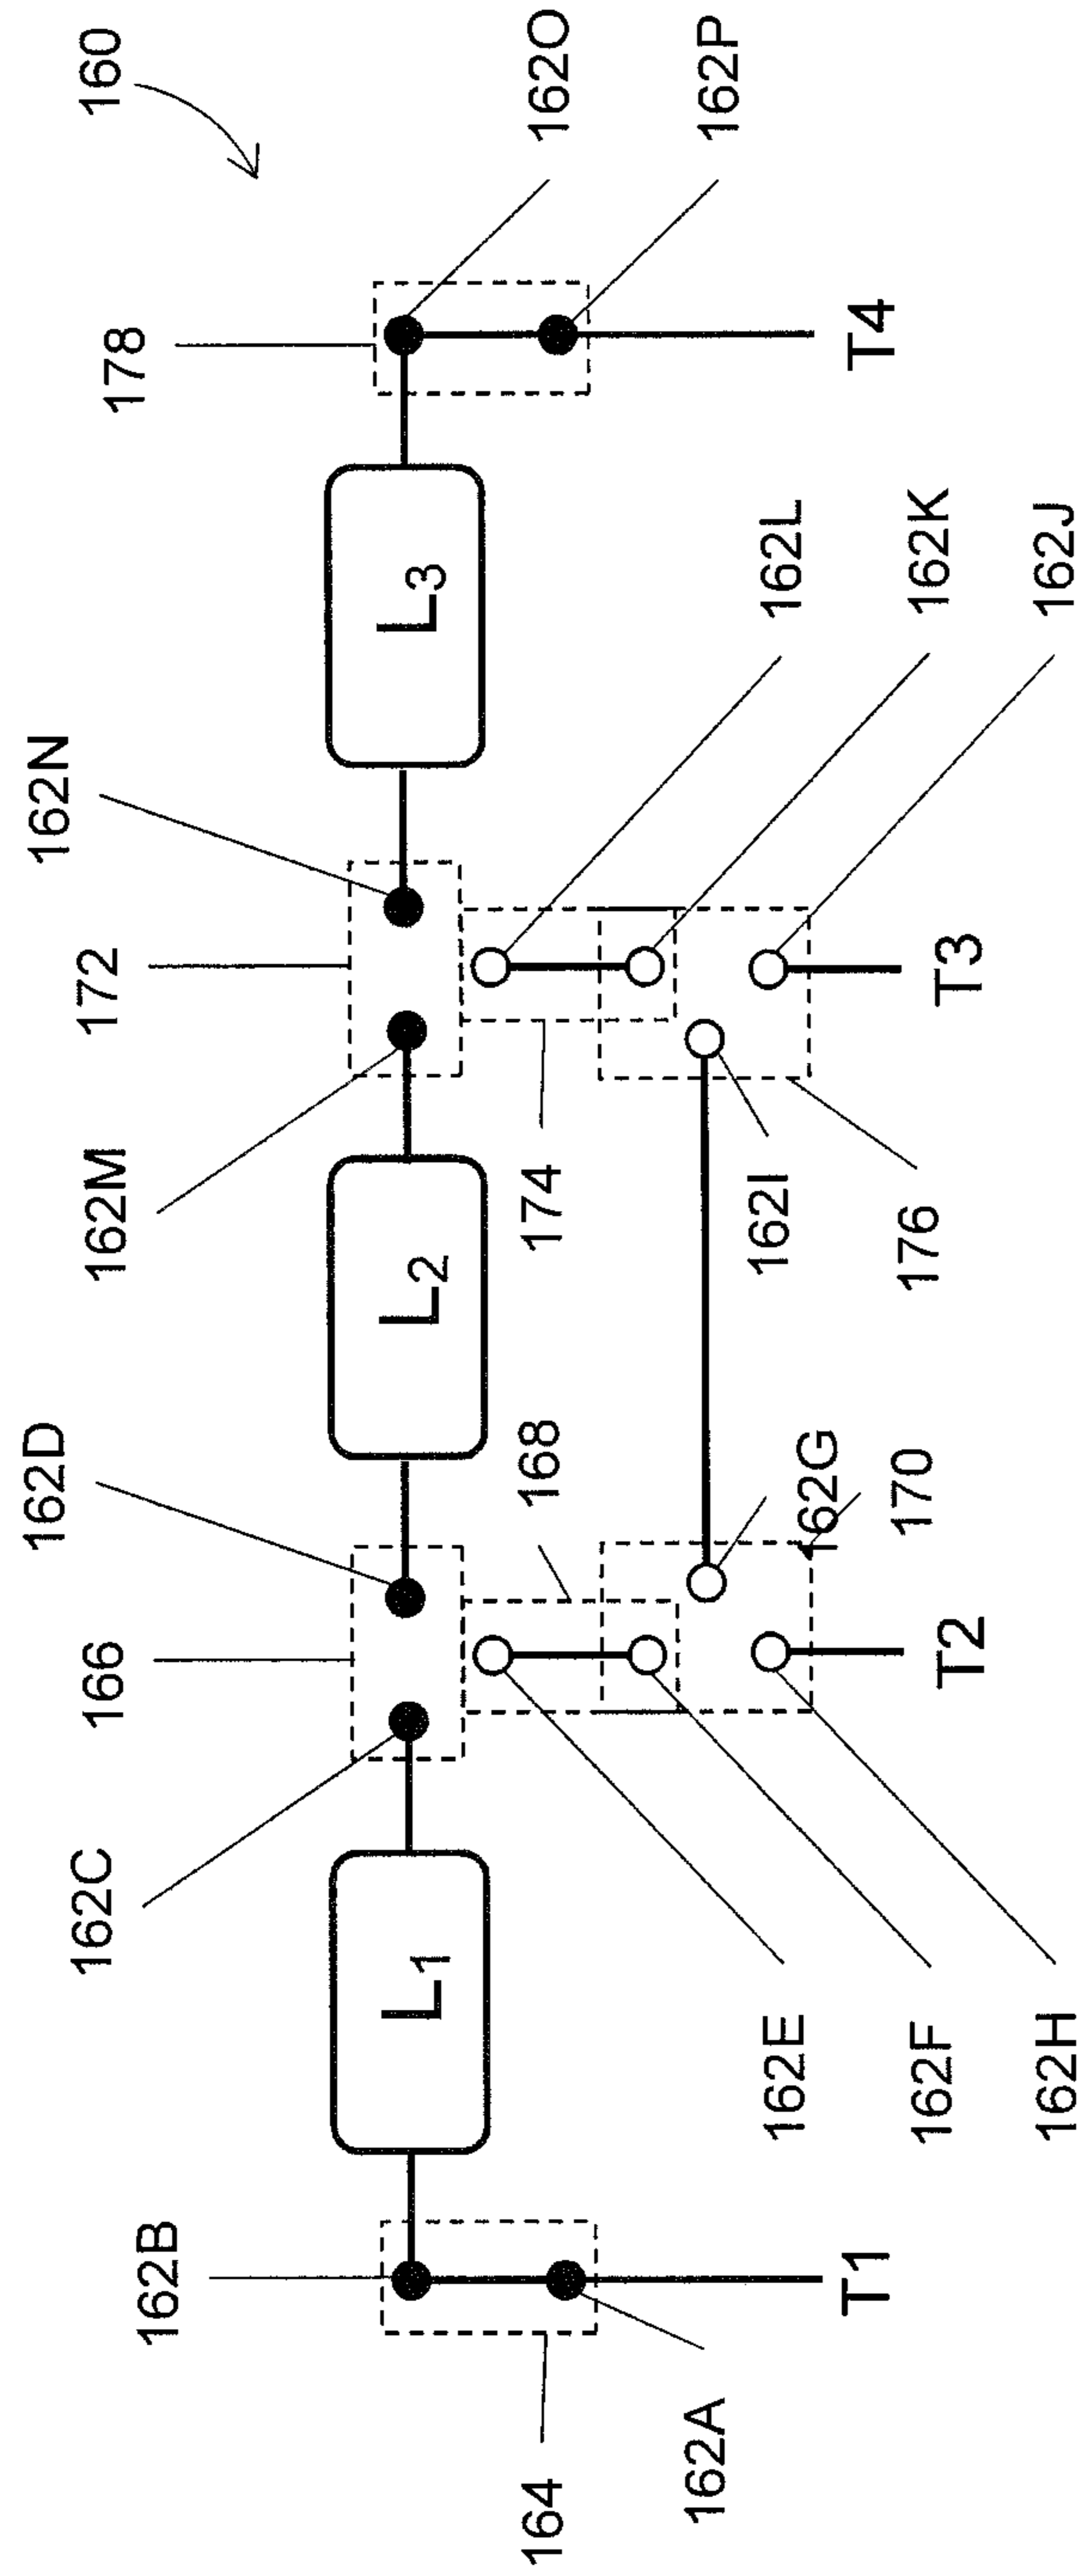 160
162O
162P
178
T4
L3
162N
172
162M
162L
162K
162J
T3
174
162I
176
L2
162D
166
162C
168
162G
170
T2
L1
162E
162F
162H
162B
164
162A
T1